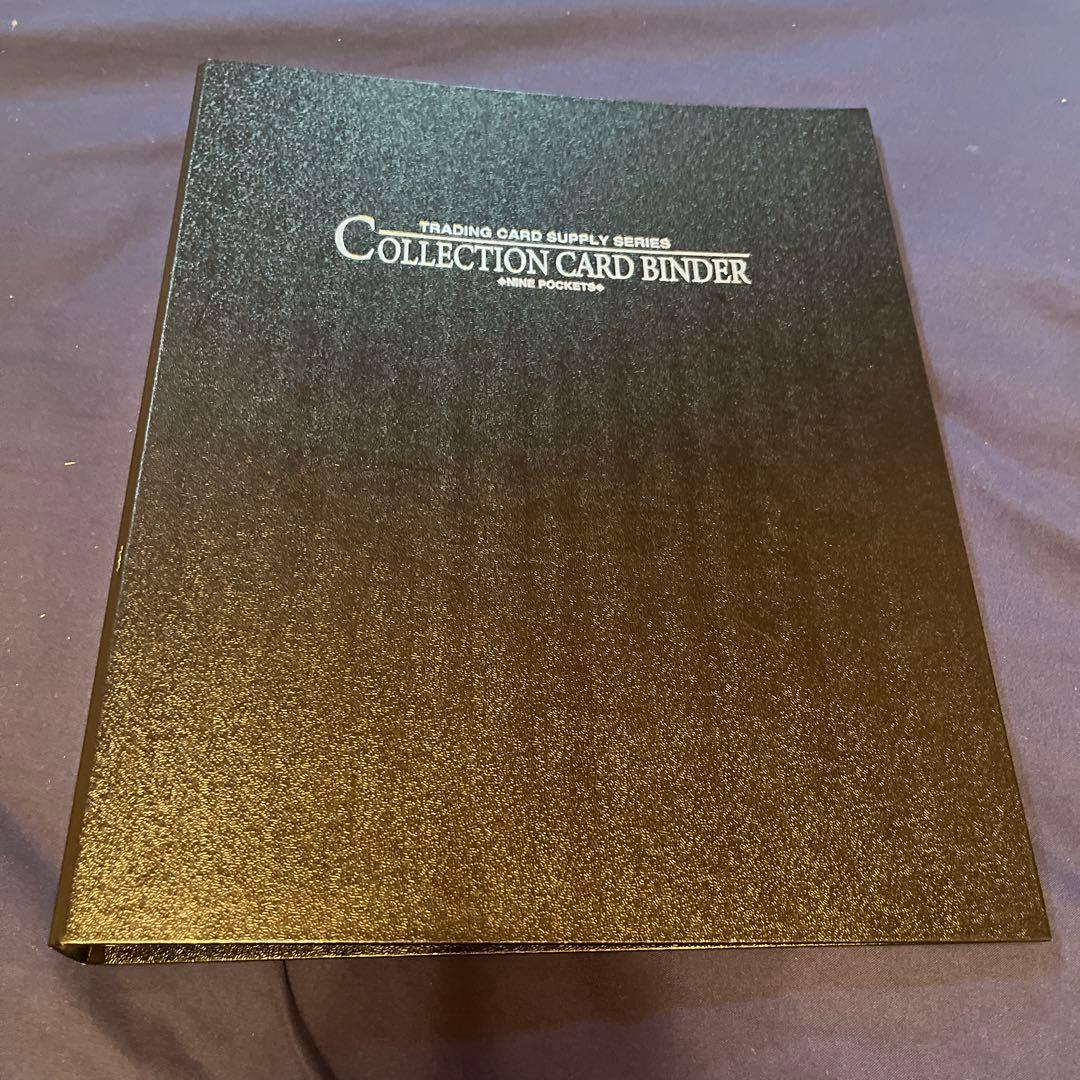 TRADING CARD SUPPLY SERIES
COLLECTION CARD BINDER
◆NINE POCKETS◆